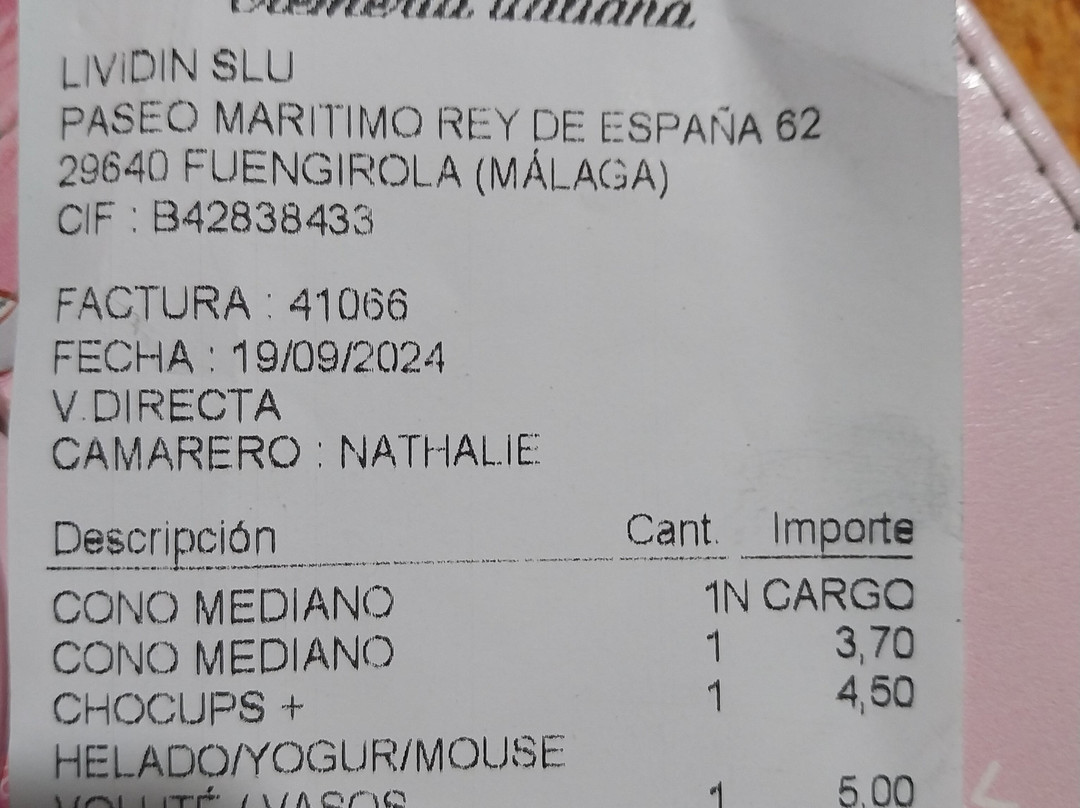 LIVIDIN SLU
PASEO MARITIMO REY DE ESPAÑA 62
29640 FUENGIROLA (MÁLAGA)
CIF : B42838433
FACTURA : 41066
FECHA : 19/09/2024
V.DIRECTA
CAMARERO : NATHALIE
Descripción Cant. Importe
CONO MEDIANO 1N CARGO
CONO MEDIANO 1 3,70
CHOCUPS + 1 4,50
HELADO/YOGUR/MOUSE
VOLUTÉ / VASOS 1 5,00